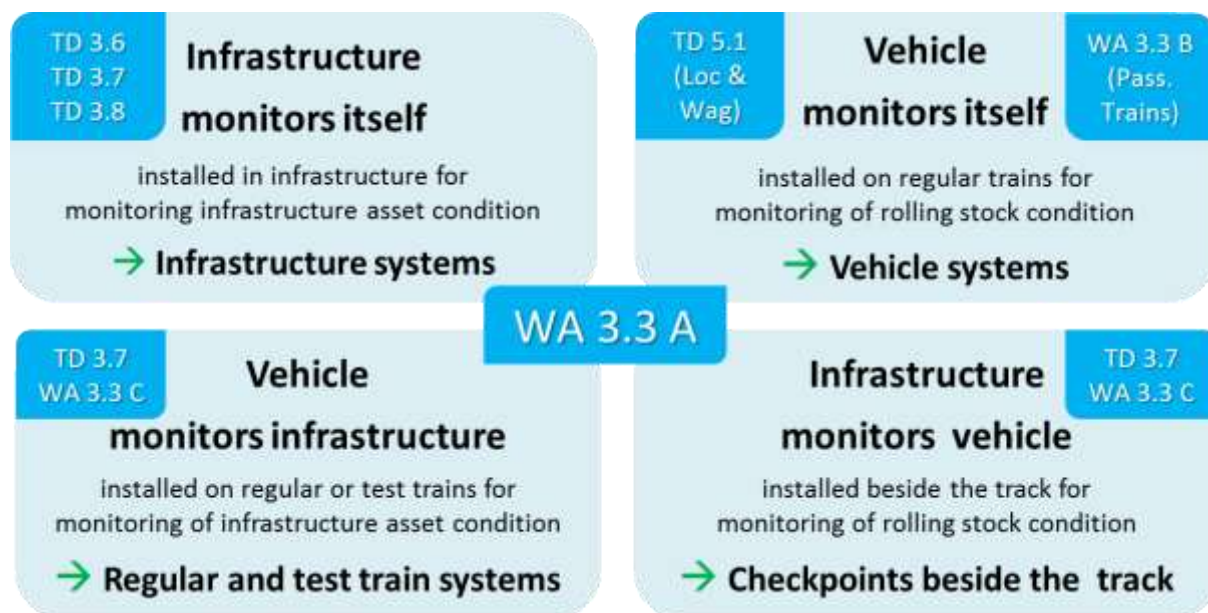 TD 3.6
TD 3.7
TD 3.8
Infrastructure
monitors itself
installed in infrastructure for
monitoring infrastructure asset condition
→ Infrastructure systems
TD 5.1
(Loc &
Wag)
Vehicle
monitors itself
WA 3.3 B
(Pass.
Trains)
installed on regular trains for
monitoring of rolling stock condition
→ Vehicle systems
WA 3.3 A
TD 3.7
WA 3.3 C
Vehicle
monitors infrastructure
installed on regular or test trains for
monitoring of infrastructure asset condition
→ Regular and test train systems
Infrastructure
monitors vehicle
TD 3.7
WA 3.3 C
installed beside the track for
monitoring of rolling stock condition
→ Checkpoints beside the track